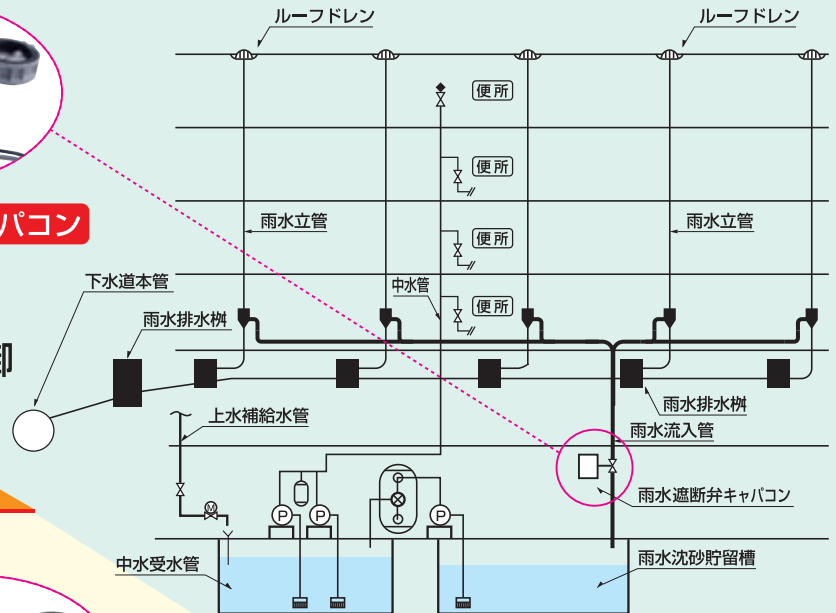 ルーフドレン
ルーフドレン
便所
便所
パコン
雨水立管
雨水立管
便所
下水道本管
中水管
便所
雨水排水桝
御
雨水排水桝
上水補給水管
雨水流入管
雨水遮断弁キャパコン
M
P
P
P
中水受水管
雨水沈砂貯留槽